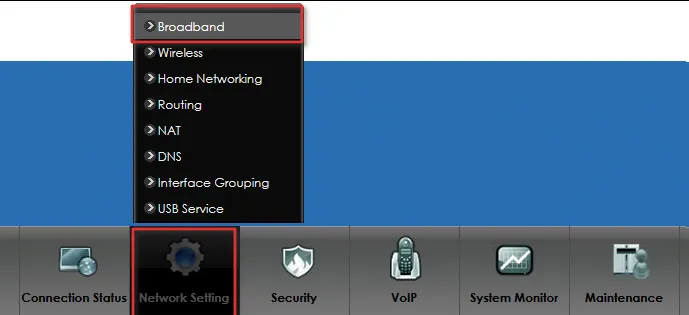 Broadband
Wireless
Home Networking
Routing
NAT
DNS
Interface Grouping
USB Service
Connection Status
Network Setting
Security
VoIP
System Monitor
Maintenance